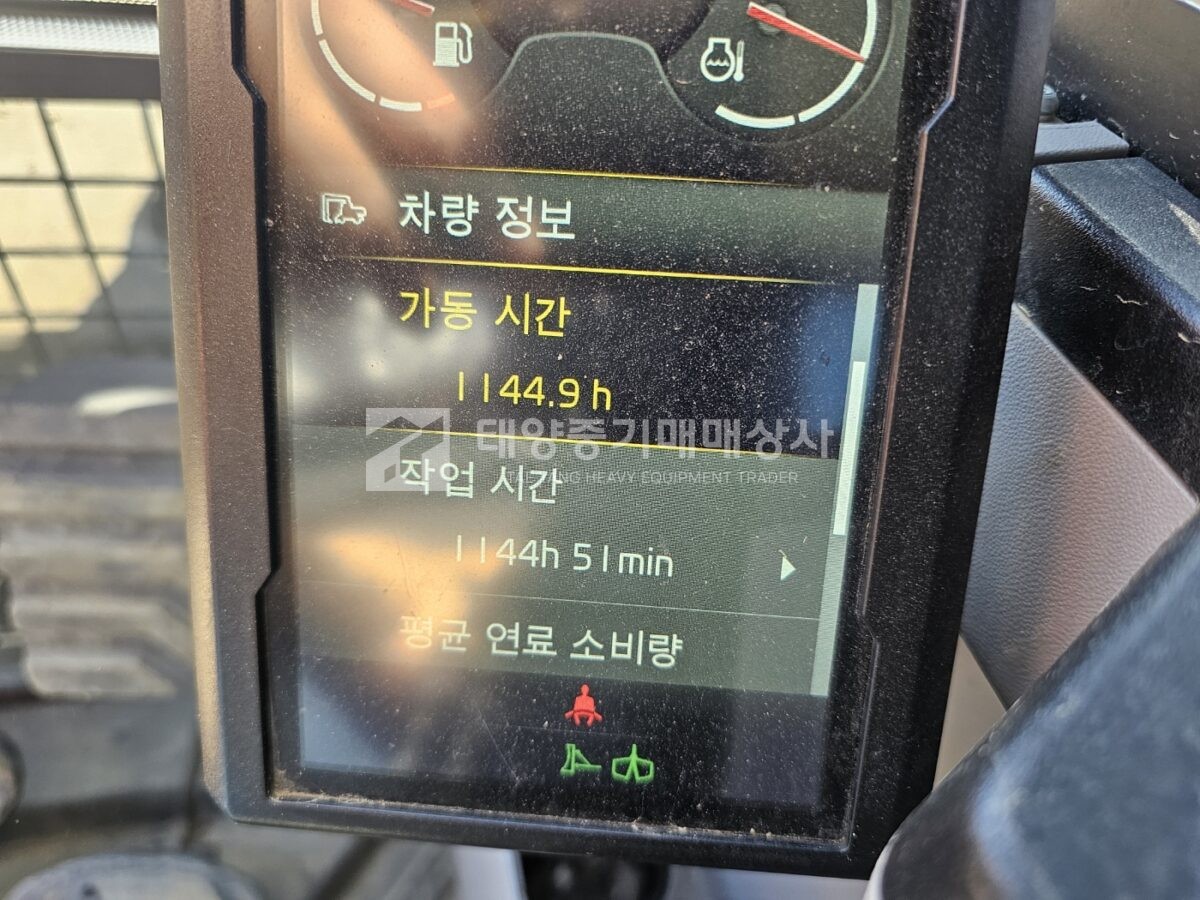 차량 정보
가동 시간
1144.9 h
태양중기매매상사
TAEYANG HEAVY EQUIPMENT TRADER
작업 시간
1144h 51min
평균 연료 소비량